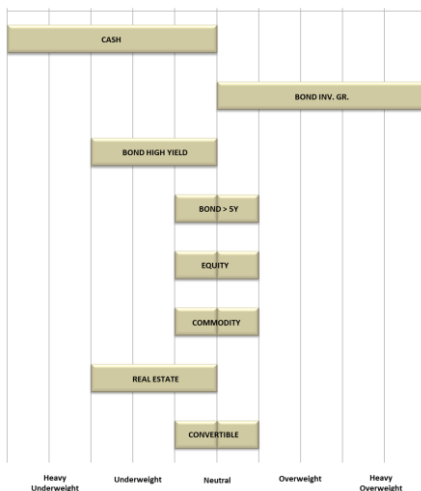 CASH
BOND INV. GR.
BOND HIGH YIELD
BOND > 5Y
EQUITY
COMMODITY
REAL ESTATE
CONVERTIBLE
Heavy Underweight Neutral Overweight Heavy
Underweight Overweight